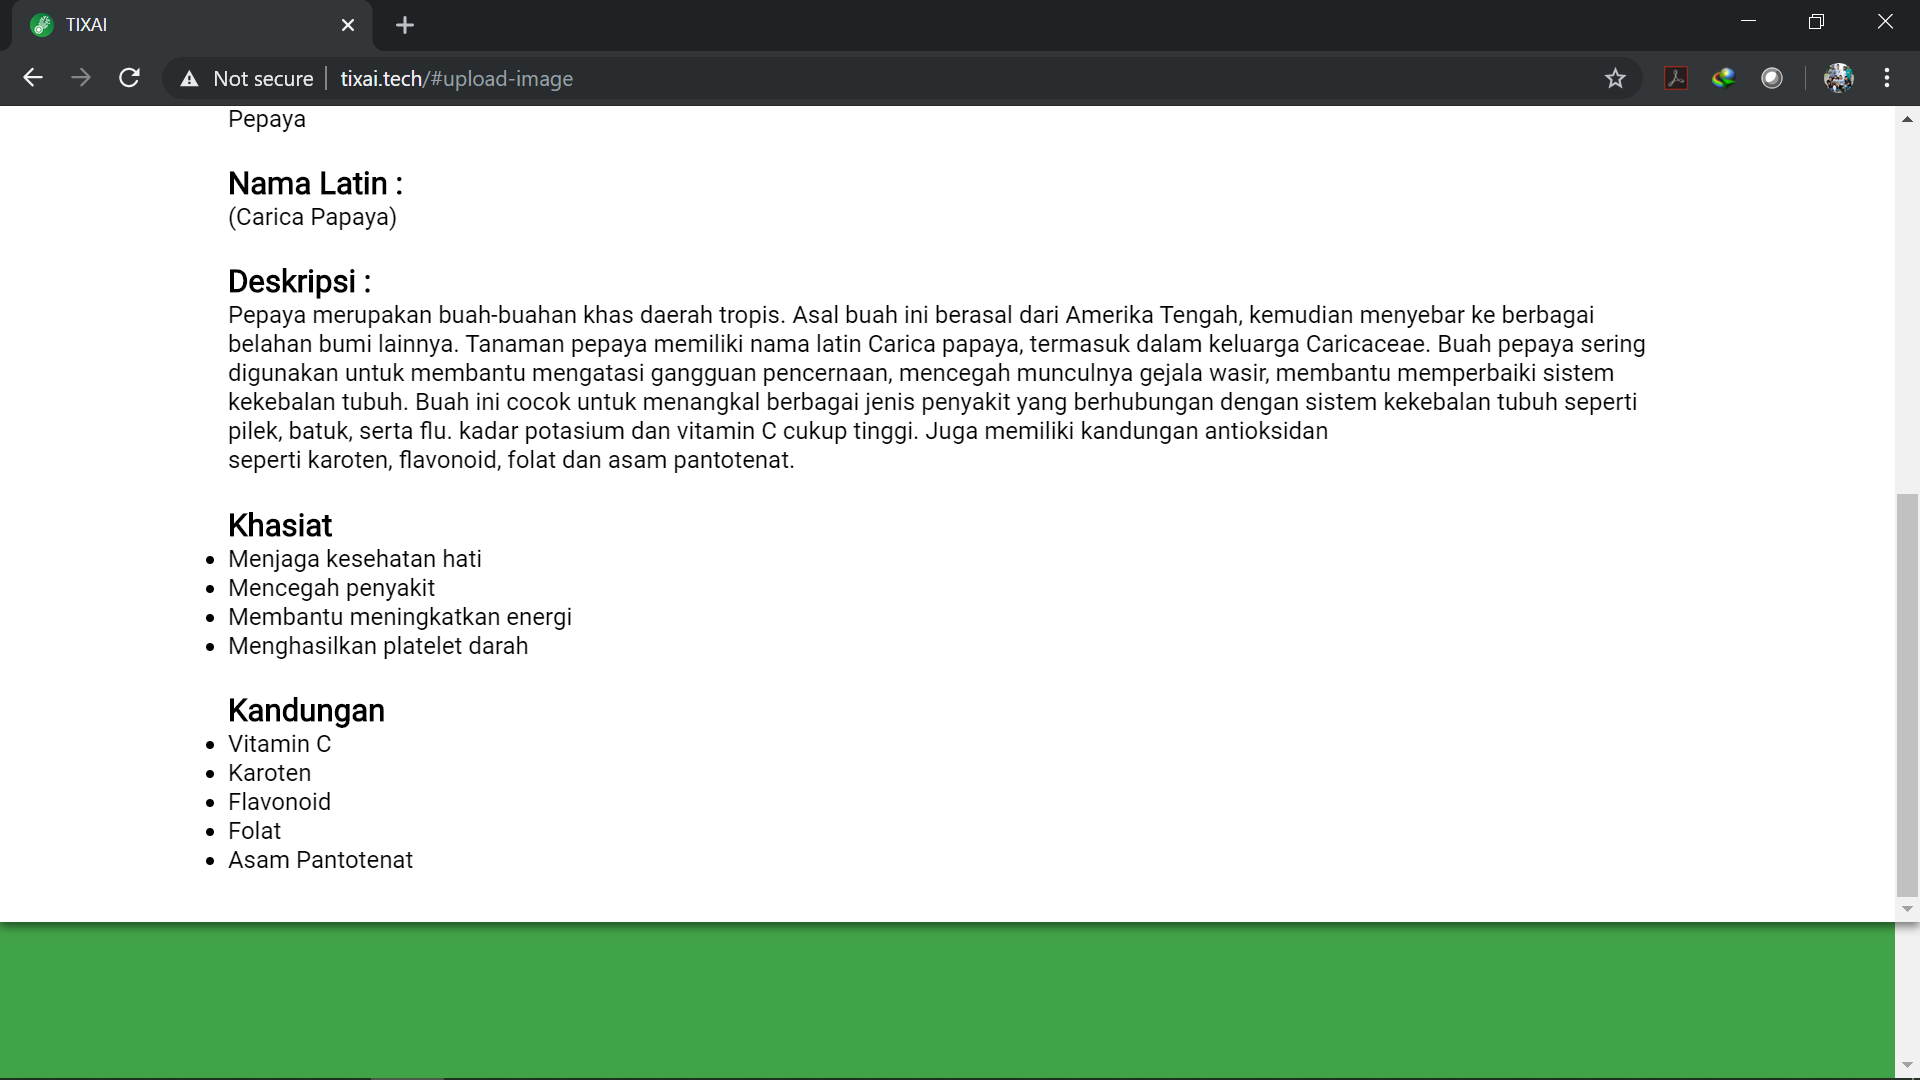 TIXAI
Not secure
tixai.tech/#upload-image
Pepaya
Nama Latin :
(Carica Papaya)
Deskripsi :
Pepaya merupakan buah-buahan khas daerah tropis. Asal buah ini berasal dari Amerika Tengah, kemudian menyebar ke berbagai
belahan bumi lainnya. Tanaman pepaya memiliki nama latin Carica papaya, termasuk dalam keluarga Caricaceae. Buah pepaya sering
digunakan untuk membantu mengatasi gangguan pencernaan, mencegah munculnya gejala wasir, membantu memperbaiki sistem
kekebalan tubuh. Buah ini cocok untuk menangkal berbagai jenis penyakit yang berhubungan dengan sistem kekebalan tubuh seperti
pilek, batuk, serta flu. kadar potasium dan vitamin C cukup tinggi. Juga memiliki kandungan antioksidan
seperti karoten, flavonoid, folat dan asam pantotenat.
Khasiat
• Menjaga kesehatan hati
• Mencegah penyakit
• Membantu meningkatkan energi
• Menghasilkan platelet darah
Kandungan
• Vitamin C
• Karoten
• Flavonoid
• Folat
• Asam Pantotenat